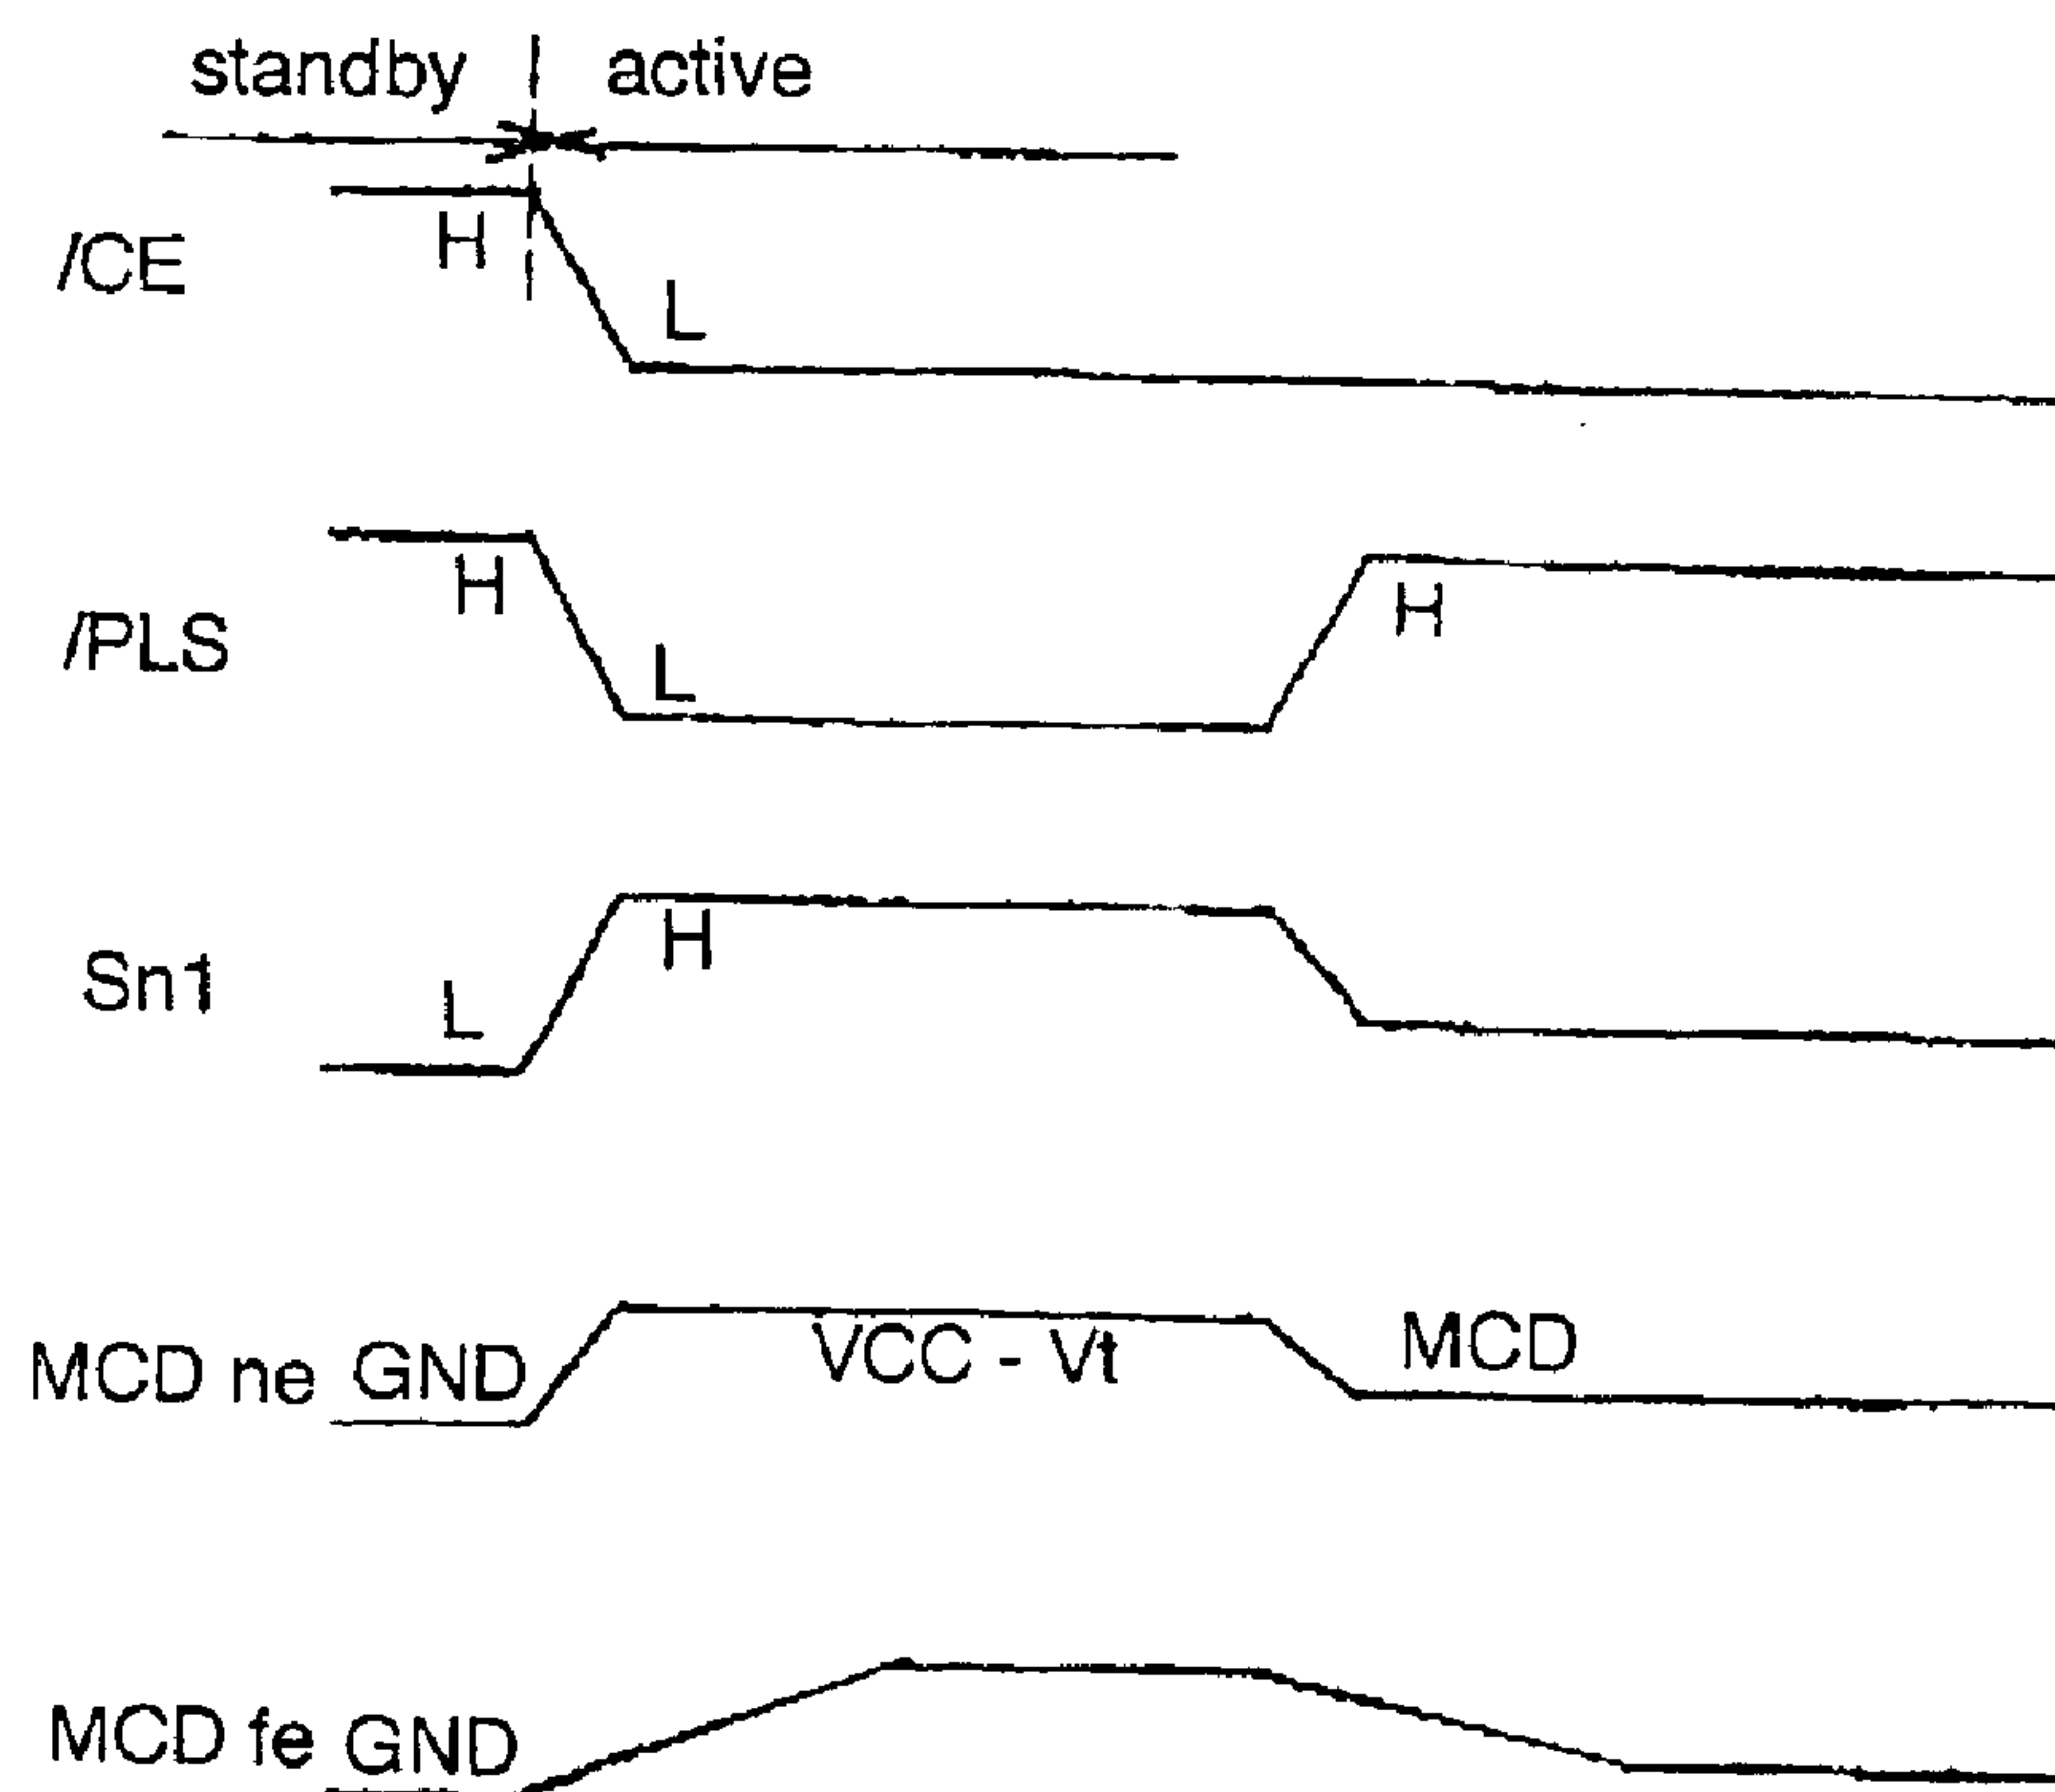 standby active
/CE H L
/PLS H L H
Sn1 L H
MCD ne GND VCC - Vt MCD
MCD fe GND